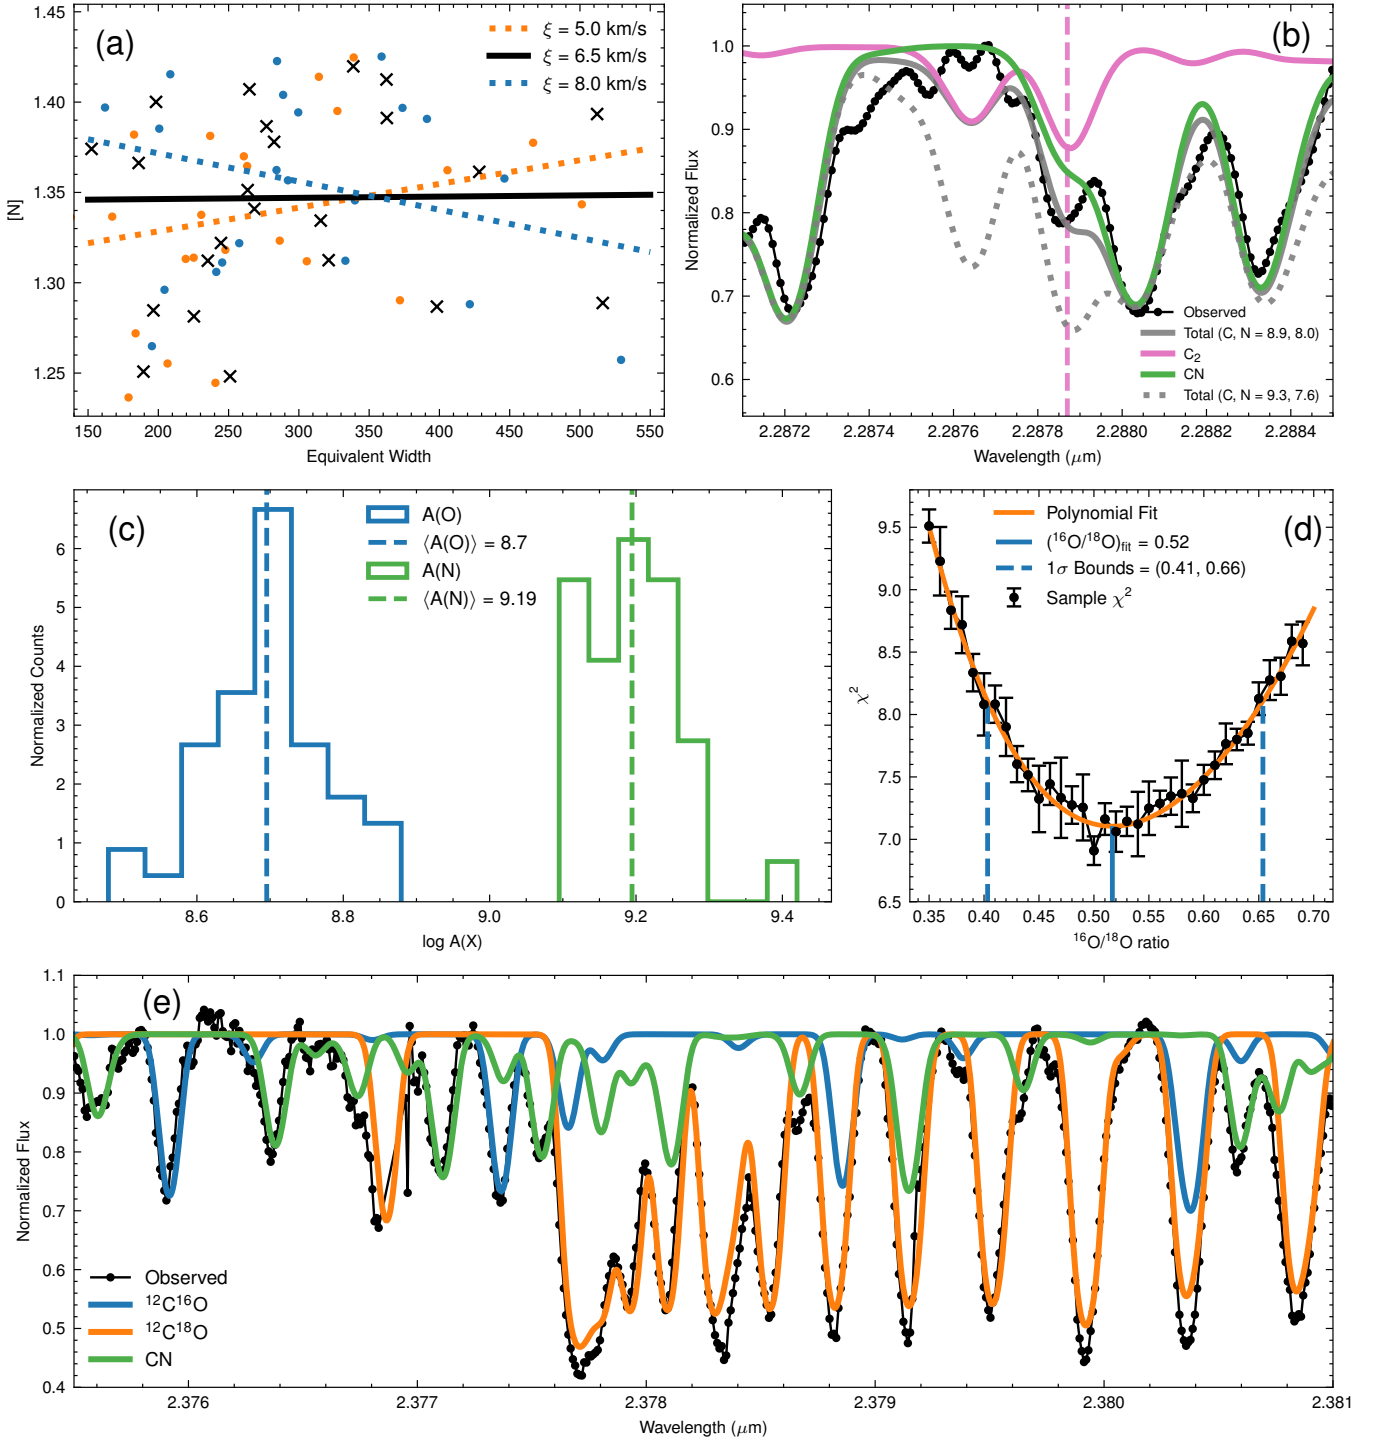 (a)
ξ = 5.0 km/s
ξ = 6.5 km/s
ξ = 8.0 km/s
1.45
1.40
1.35
1.30
1.25
[N]
150 200 250 300 350 400 450 500 550
Equivalent Width
(b)
1.0
0.9
0.8
0.7
0.6
Normalized Flux
Observed
Total (C, N = 8.9, 8.0)
C₂
CN
Total (C, N = 9.3, 7.6)
2.2872 2.2874 2.2876 2.2878 2.2880 2.2882 2.2884
Wavelength (μm)
(c)
A(O)
⟨A(O)⟩ = 8.7
A(N)
⟨A(N)⟩ = 9.19
6
5
4
3
2
1
0
Normalized Counts
8.6 8.8 9.0 9.2 9.4
log A(X)
(d)
Polynomial Fit
(¹⁶O/¹⁸O)fit = 0.52
1σ Bounds = (0.41, 0.66)
Sample χ²
9.5
9.0
8.5
8.0
7.5
7.0
6.5
χ²
0.35 0.40 0.45 0.50 0.55 0.60 0.65 0.70
¹⁶O/¹⁸O ratio
(e)
1.1
1.0
0.9
0.8
0.7
0.6
0.5
0.4
Normalized Flux
Observed
¹²C¹⁶O
¹²C¹⁸O
CN
2.376 2.377 2.378 2.379 2.380 2.381
Wavelength (μm)